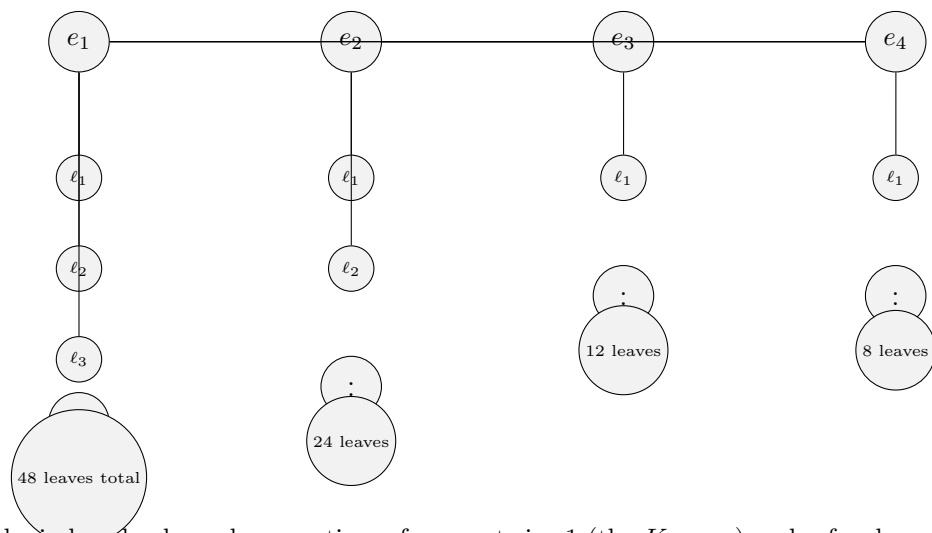 e₁ e₂ e₃ e₄
ℓ₁ ℓ₁ ℓ₁ ℓ₁
ℓ₂ ℓ₂
: :
12 leaves 8 leaves
ℓ₃
:
24 leaves
48 leaves total